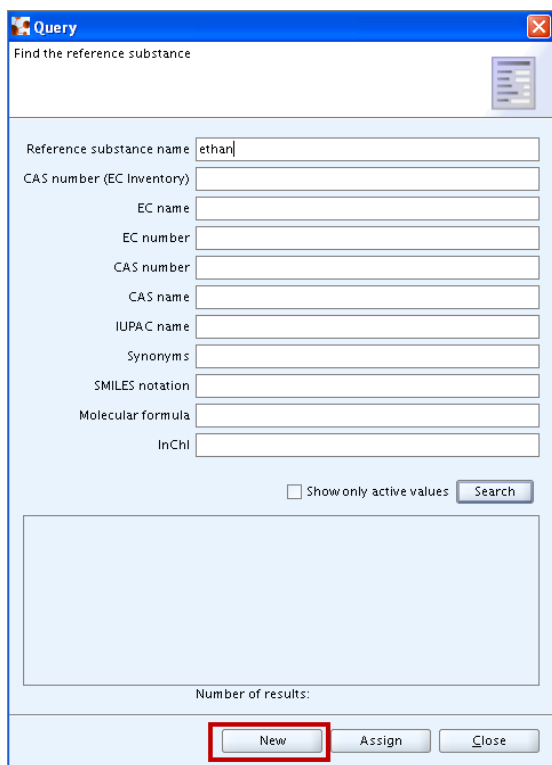 Query
Find the reference substance
Reference substance name ethan
CAS number (EC Inventory)
EC name
EC number
CAS number
CAS name
IUPAC name
Synonyms
SMILES notation
Molecular formula
InChI
Show only active values Search
Number of results:
New Assign Close